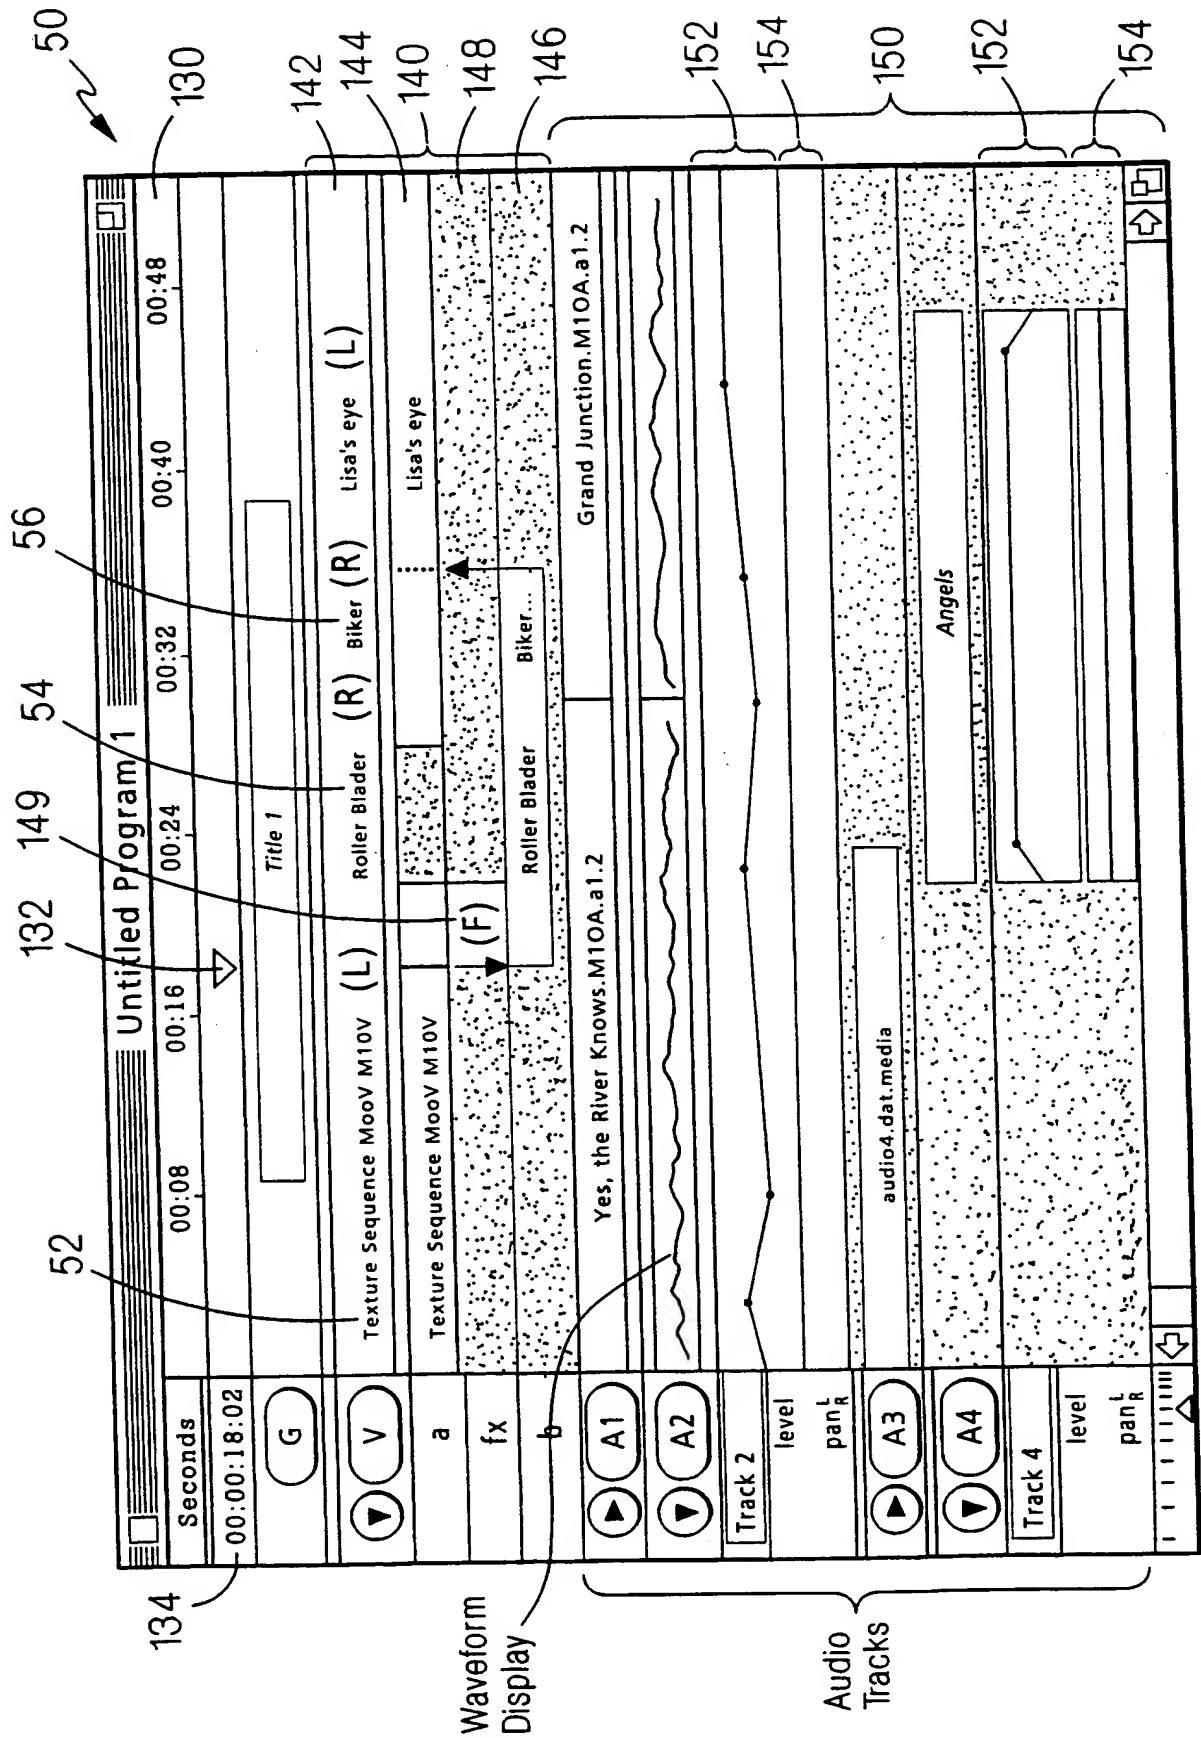 50
56
54
149
132
52
134
130
142
144
140
148
146
152
154
150
152
154
Untitled Program 1
Seconds
00:08
00:16
00:24
00:32
00:40
00:48
00:00:18:02
G
Title 1
V
Texture Sequence MooV M10V
(L)
Roller Blader
(R)
Biker
(R)
Lisa's eye
(L)
a
Texture Sequence MooV M10V
Lisa's eye
fx
(F)
b
Roller Blader
Biker...
A1
Yes, the River Knows.M1OA.a1.2
Grand Junction.M1OA.a1.2
A2
Track 2
level
pan L R
A3
audio4.dat.media
A4
Angels
Track 4
level
pan L R
Waveform
Display
Audio
Tracks